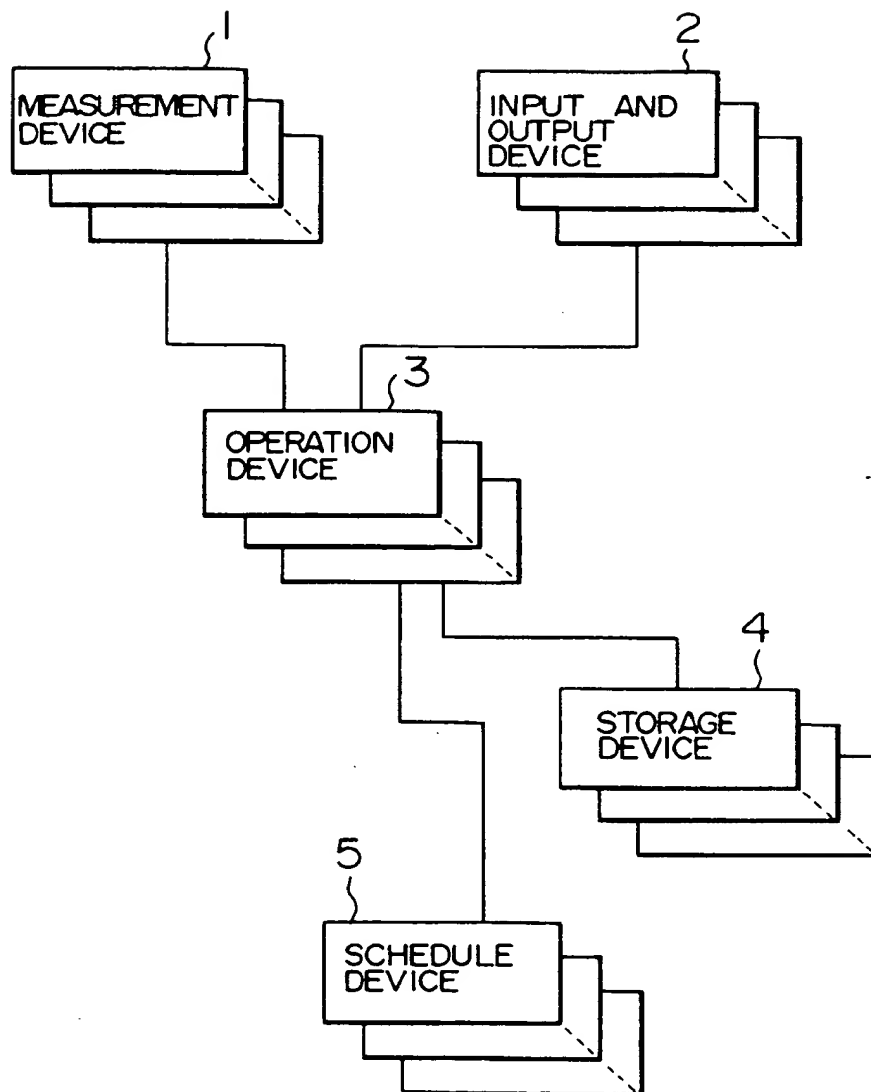 1
MEASUREMENT
DEVICE
2
INPUT AND
OUTPUT
DEVICE
3
OPERATION
DEVICE
4
STORAGE
DEVICE
5
SCHEDULE
DEVICE